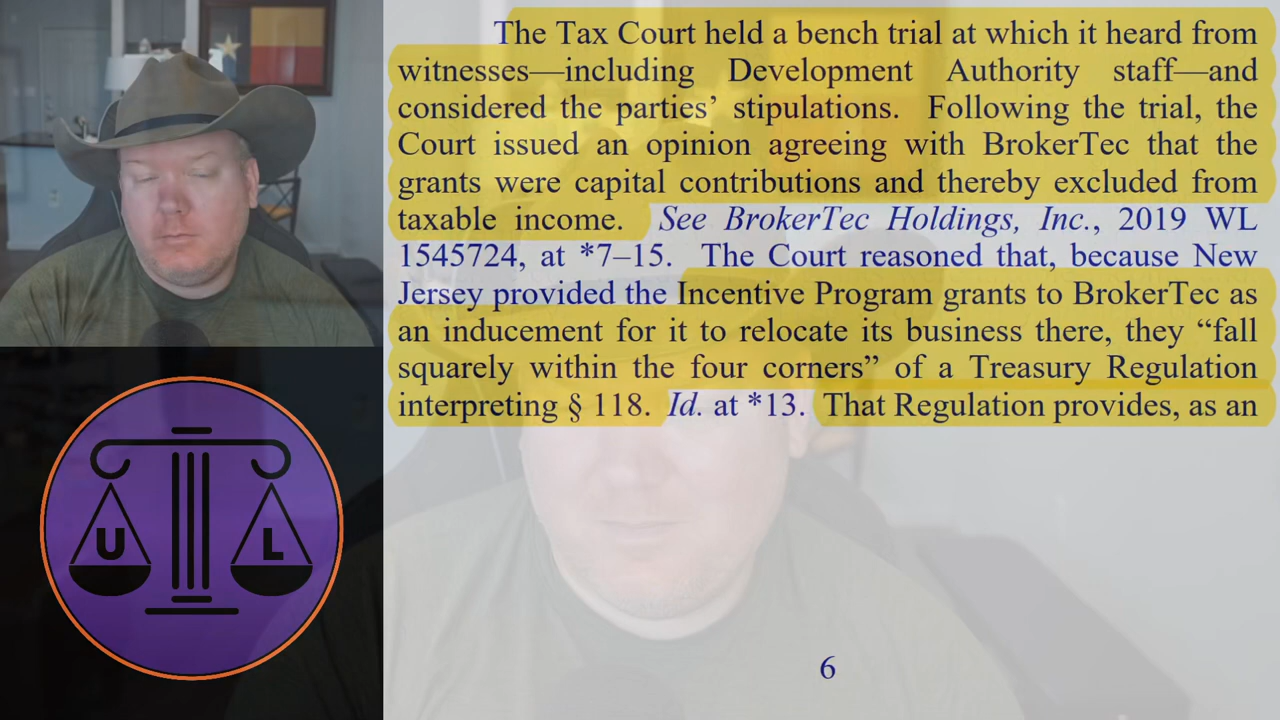 The Tax Court held a bench trial at which it heard from
witnesses—including Development Authority staff—and
considered the parties’ stipulations. Following the trial, the
Court issued an opinion agreeing with BrokerTec that the
grants were capital contributions and thereby excluded from
taxable income. See BrokerTec Holdings, Inc., 2019 WL
1545724, at *7–15. The Court reasoned that, because New
Jersey provided the Incentive Program grants to BrokerTec as
an inducement for it to relocate its business there, they “fall
squarely within the four corners” of a Treasury Regulation
interpreting § 118. Id. at *13. That Regulation provides, as an
6
U L